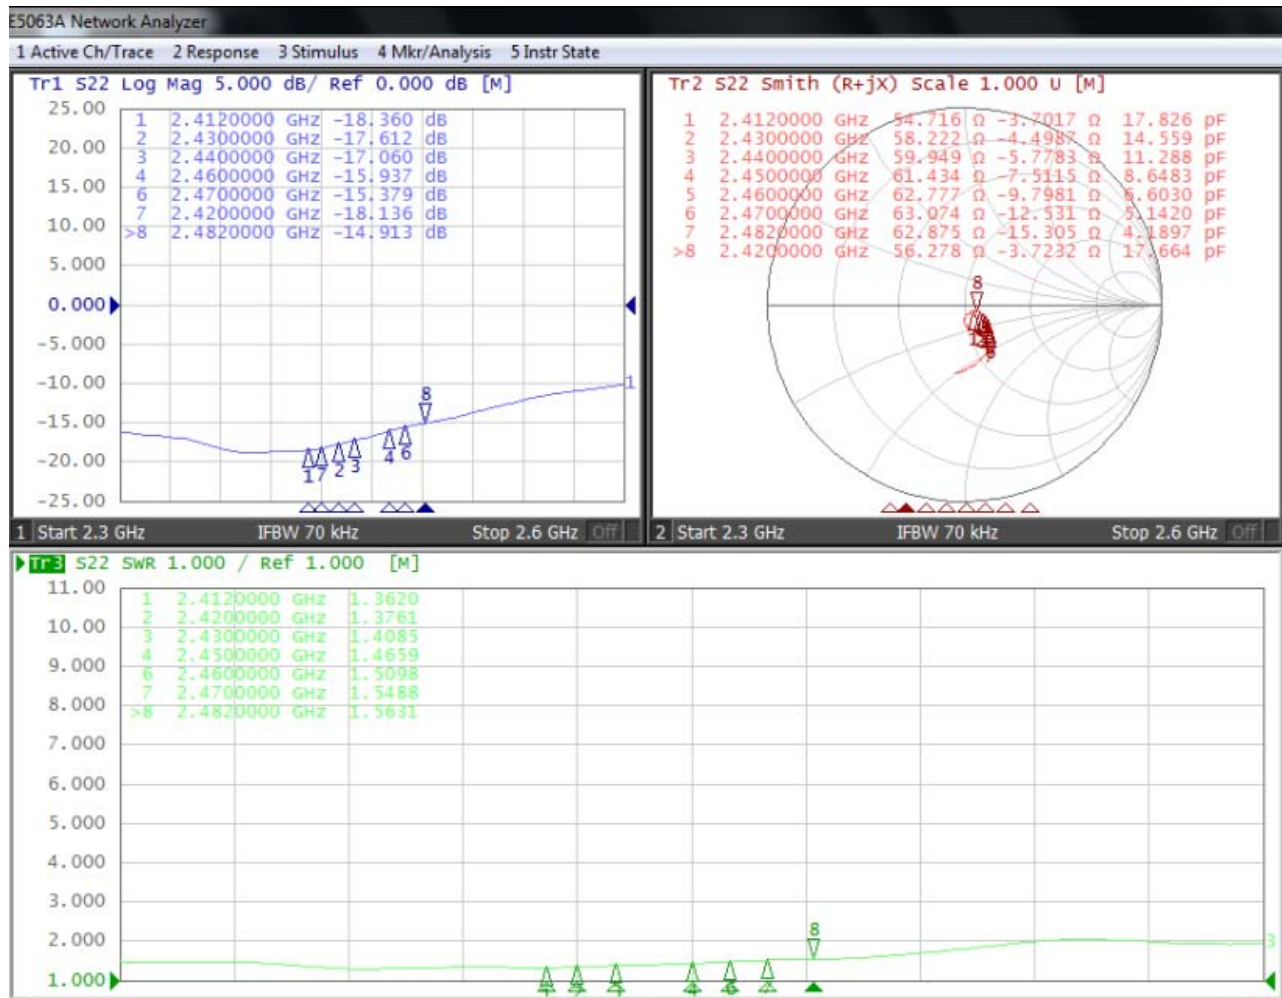 E5063A Network Analyzer
1 Active Ch/Trace 2 Response 3 Stimulus 4 Mkr/Analysis 5 Instr State
Tr1 S22 Log Mag 5.000 dB/ Ref 0.000 dB [M]
25.00
20.00
15.00
10.00
5.000
0.000
-5.000
-10.00
-15.00
-20.00
-25.00
1 2.4120000 GHz -18.360 dB
2 2.4300000 GHz -17.612 dB
3 2.4400000 GHz -17.060 dB
4 2.4600000 GHz -15.937 dB
6 2.4700000 GHz -15.379 dB
7 2.4200000 GHz -18.136 dB
>8 2.4820000 GHz -14.913 dB
8
1
1 7 2 3 4 6
1 Start 2.3 GHz IFBW 70 kHz Stop 2.6 GHz Off
Tr2 S22 Smith (R+jX) Scale 1.000 U [M]
1 2.4120000 GHz 54.716 Ω -3.7017 Ω 17.826 pF
2 2.4300000 GHz 58.222 Ω -4.4987 Ω 14.559 pF
3 2.4400000 GHz 59.949 Ω -5.7783 Ω 11.288 pF
4 2.4500000 GHz 61.434 Ω -7.5115 Ω 8.6483 pF
5 2.4600000 GHz 62.777 Ω -9.7981 Ω 6.6030 pF
6 2.4700000 GHz 63.074 Ω -12.531 Ω 5.1420 pF
7 2.4820000 GHz 62.875 Ω -15.305 Ω 4.1897 pF
>8 2.4200000 GHz 56.278 Ω -3.7232 Ω 17.664 pF
8
2 Start 2.3 GHz IFBW 70 kHz Stop 2.6 GHz Off
Tr3 S22 SWR 1.000 / Ref 1.000 [M]
11.00
10.00
9.000
8.000
7.000
6.000
5.000
4.000
3.000
2.000
1.000
1 2.4120000 GHz 1.3620
2 2.4200000 GHz 1.3761
3 2.4300000 GHz 1.4085
4 2.4500000 GHz 1.4659
6 2.4600000 GHz 1.5098
7 2.4700000 GHz 1.5488
>8 2.4820000 GHz 1.5631
8
3